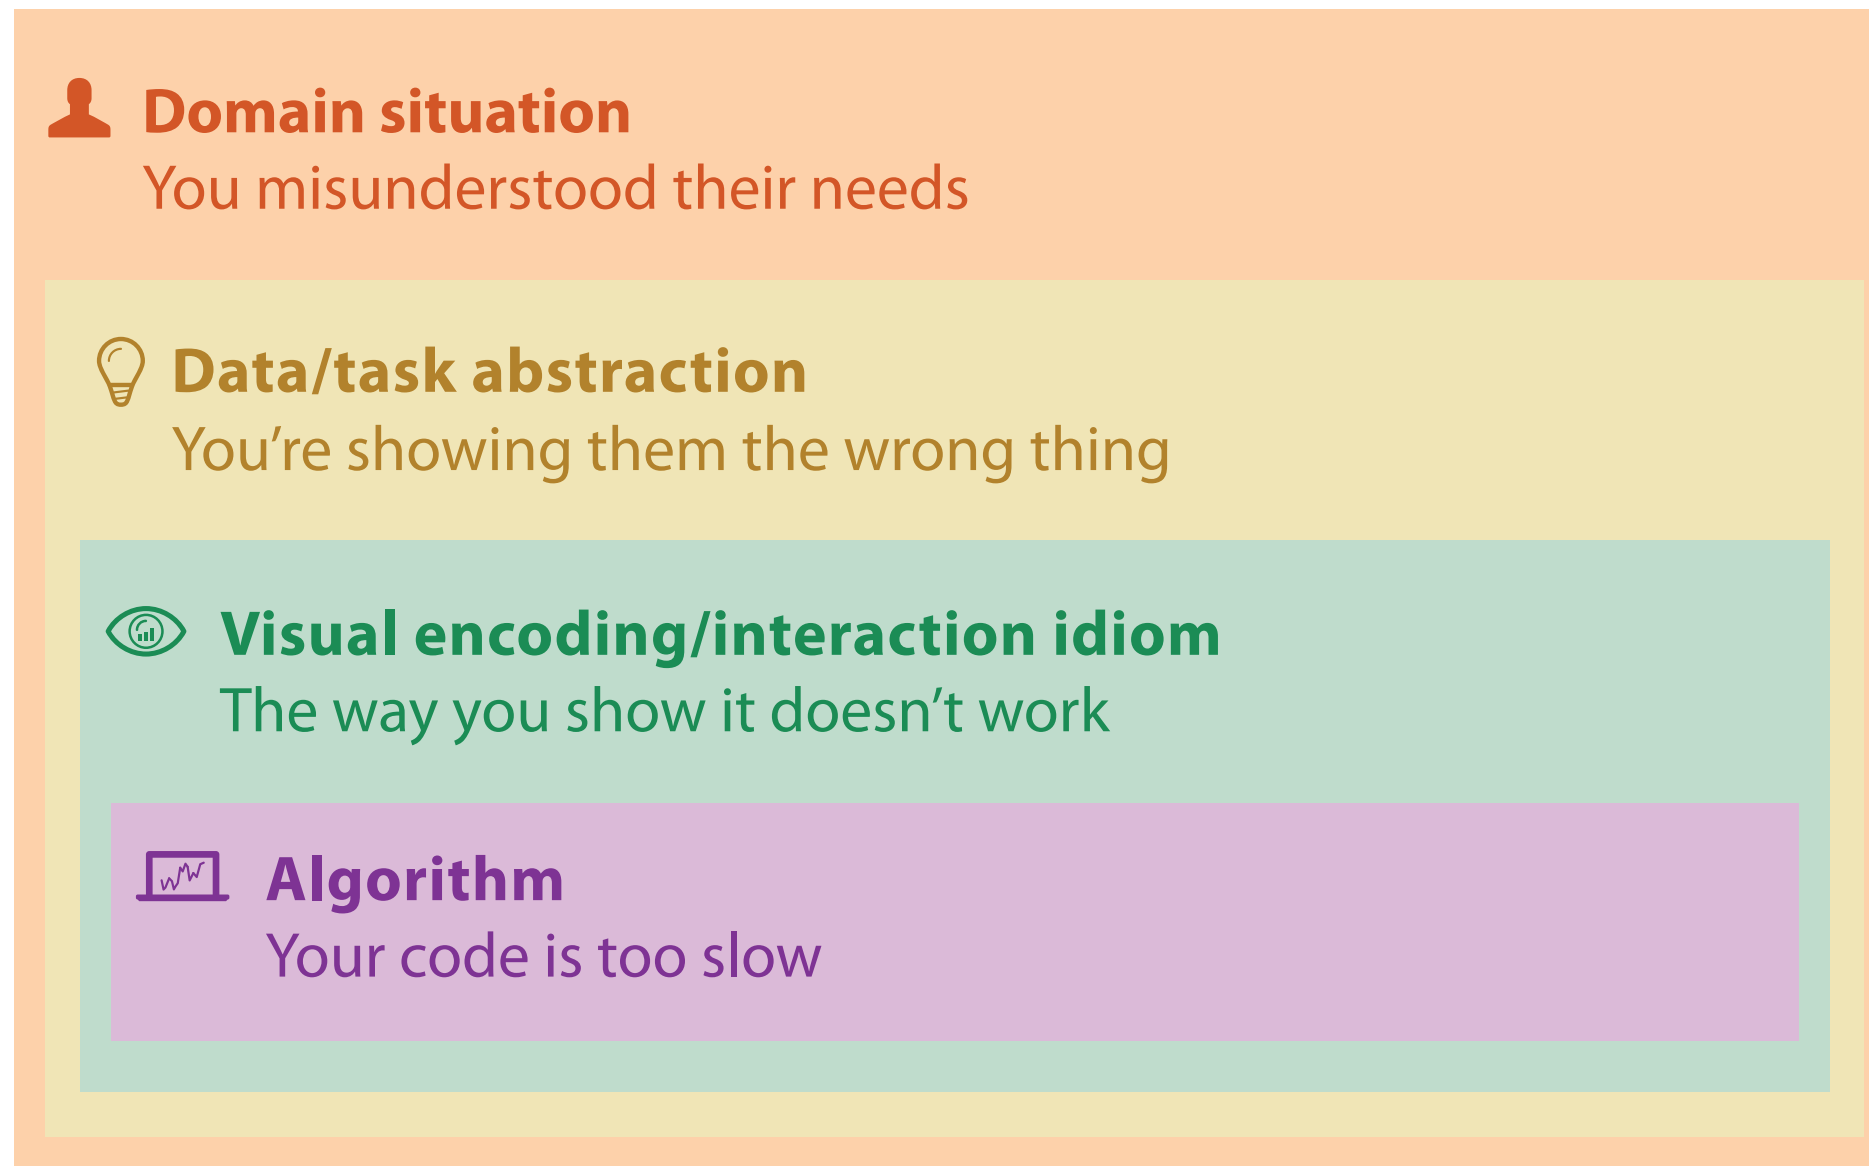 Domain situation
You misunderstood their needs
Data/task abstraction
You’re showing them the wrong thing
Visual encoding/interaction idiom
The way you show it doesn’t work
Algorithm
Your code is too slow